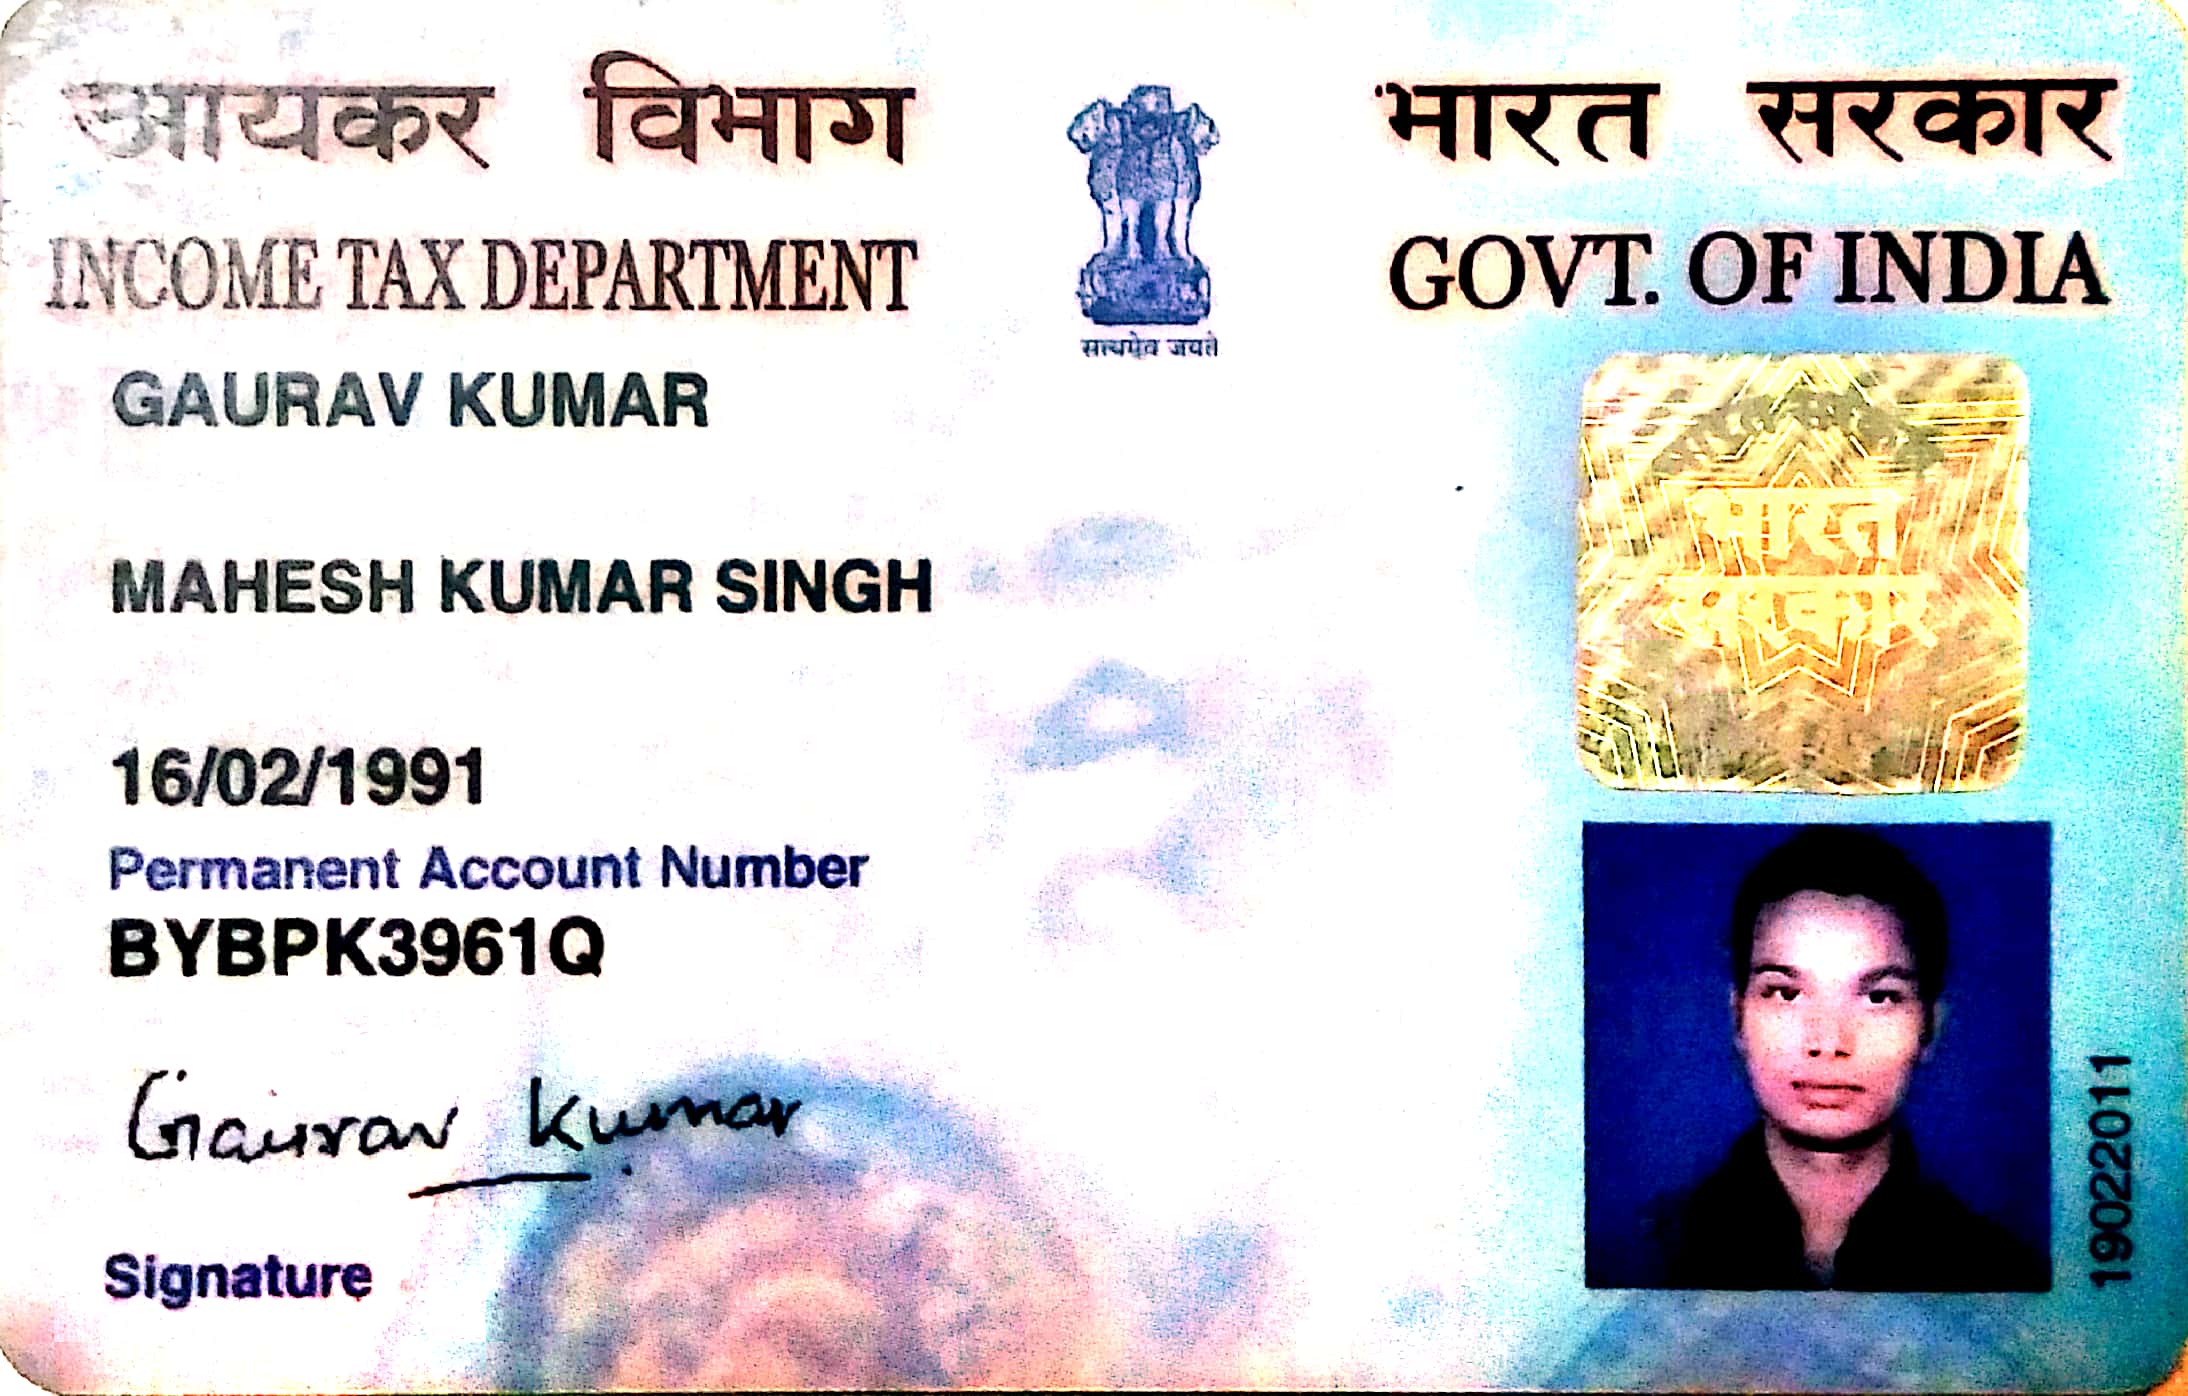 आयकर विभाग
भारत सरकार
INCOME TAX DEPARTMENT
GOVT. OF INDIA
सत्यमेव जयते
GAURAV KUMAR
MAHESH KUMAR SINGH
16/02/1991
Permanent Account Number
BYBPK3961Q
Gaurav Kumar
Signature
भारत
सरकार
19022011